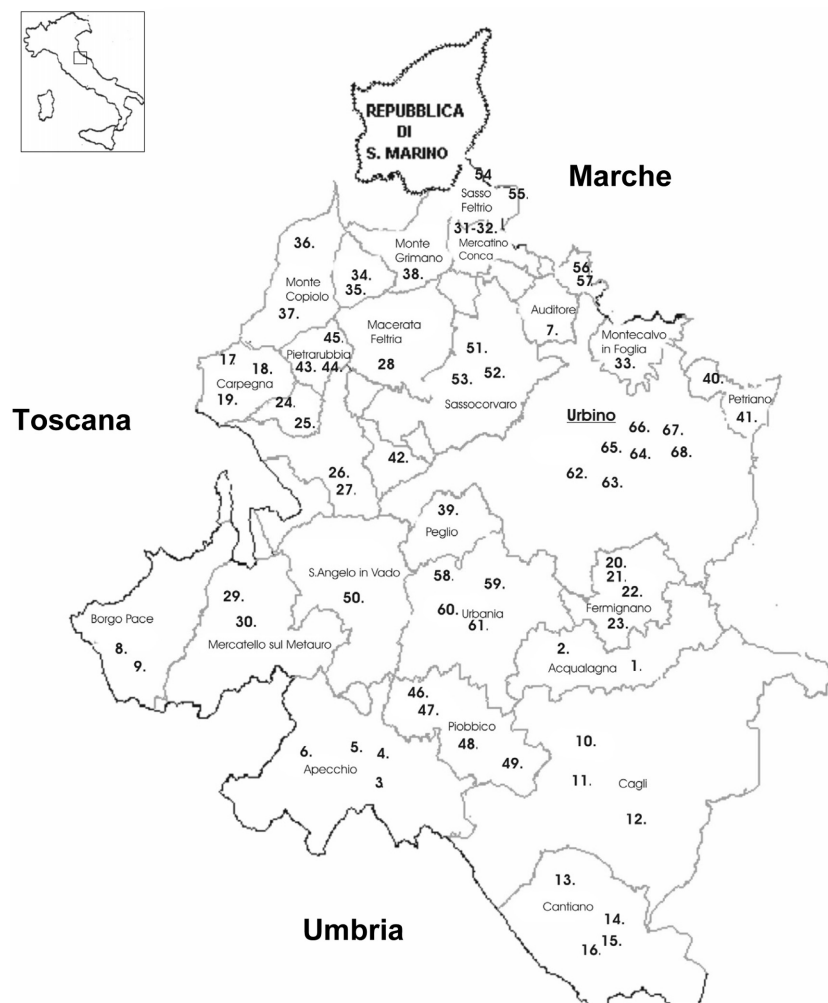 REPUBBLICA
DI
S. MARINO
Marche
54
Sasso
Feltrio
55.
31-32.
Mercatino
Conca
36.
Monte
Grimano
38.
34.
35.
Monte
Copiolo
37.
56.
57.
Auditore
7.
Macerata
Feltria
28
45.
Pietrarubbia
43. 44.
17.
18.
Carpegna
19.
24.
25.
51.
52.
53.
Sassocorvaro
Montecalvo
in Foglia
33.
40.
Petriano
41.
Toscana
Urbino
66.
67.
65.
64.
68.
62.
63.
42.
26.
27.
39.
Peglio
20.
21.
22.
Fermignano
23.
S.Angelo in Vado
50.
58.
59.
60.
Urbania
61.
29.
30.
Mercatello sul Metauro
Borgo Pace
8.
9.
2.
Acqualagna
1.
46.
47.
Piobbico
48.
49.
6.
5.
4.
Apecchio
3.
10.
11.
Cagli
12.
13.
Cantiano
14.
15.
16.
Umbria